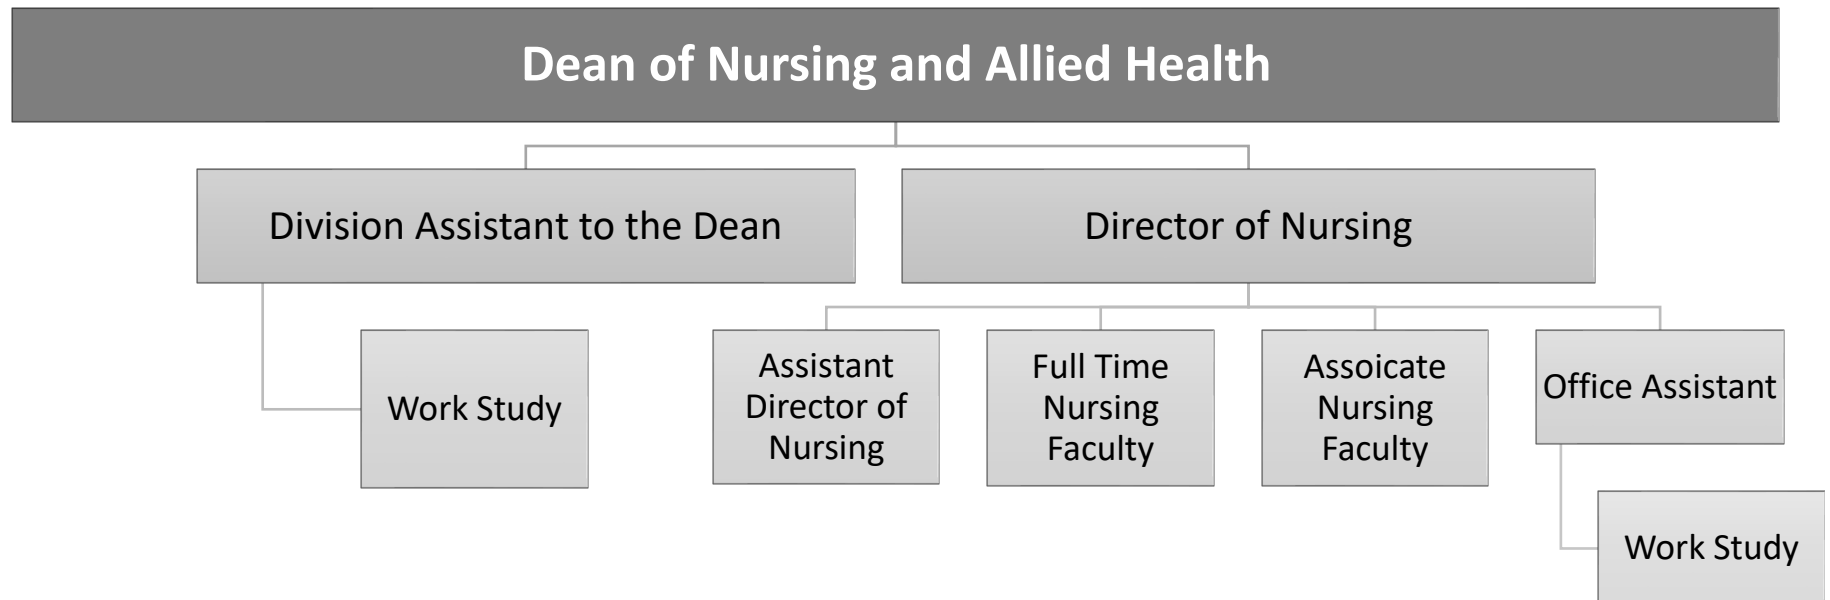 Dean of Nursing and Allied Health
Division Assistant to the Dean
Director of Nursing
Work Study
Assistant
Director of
Nursing
Full Time
Nursing
Faculty
Assoicate
Nursing
Faculty
Office Assistant
Work Study